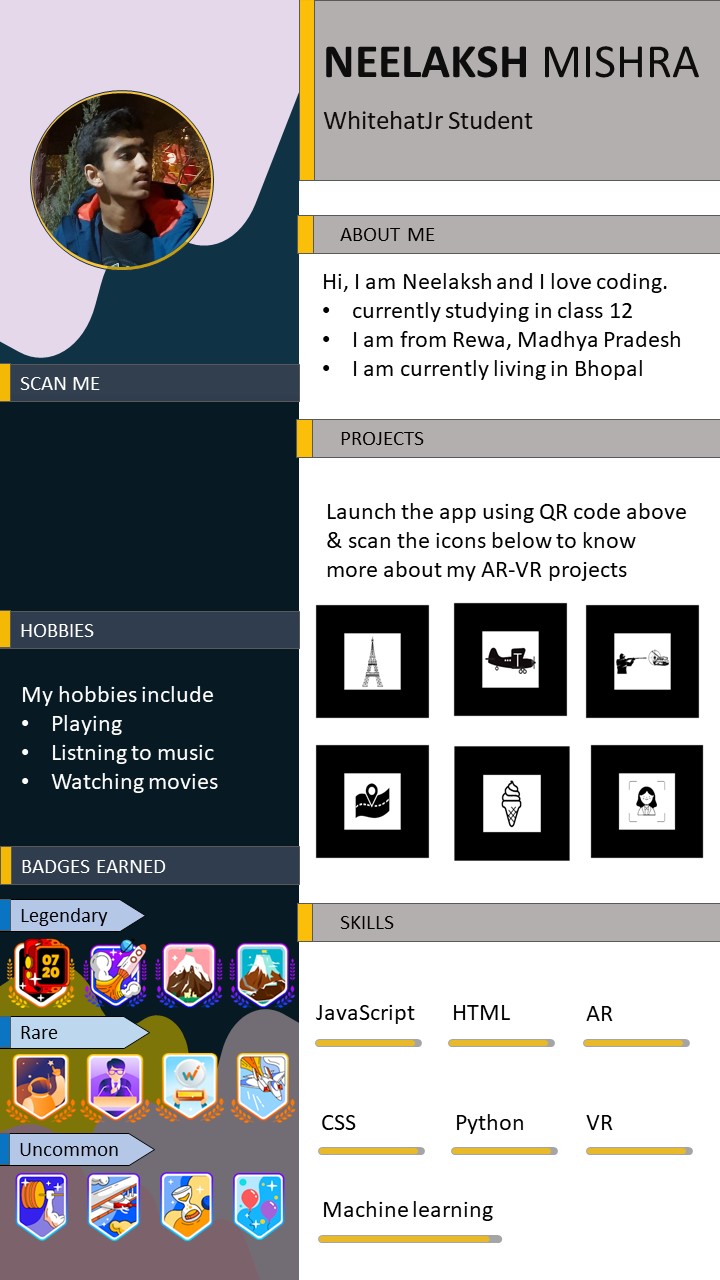 NEELAKSH MISHRA
WhitehatJr Student
SCAN ME
HOBBIES
My hobbies include
• Playing
• Listning to music
• Watching movies
BADGES EARNED
Legendary
07
20
Rare
Uncommon
ABOUT ME
Hi, I am Neelaksh and I love coding.
• currently studying in class 12
• I am from Rewa, Madhya Pradesh
• I am currently living in Bhopal
PROJECTS
Launch the app using QR code above
& scan the icons below to know
more about my AR-VR projects
SKILLS
JavaScript HTML AR
CSS Python VR
Machine learning